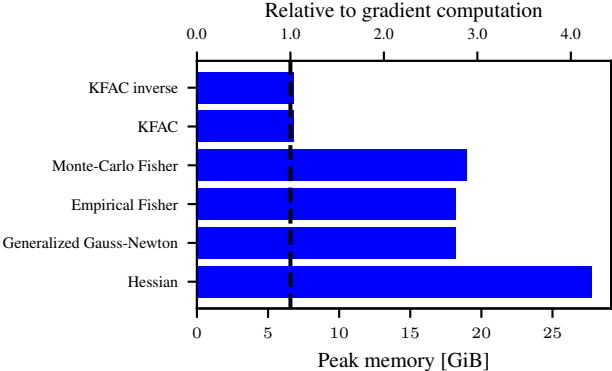 Relative to gradient computation
0.0 1.0 2.0 3.0 4.0
KFAC inverse
KFAC
Monte-Carlo Fisher
Empirical Fisher
Generalized Gauss-Newton
Hessian
0 5 10 15 20 25
Peak memory [GiB]